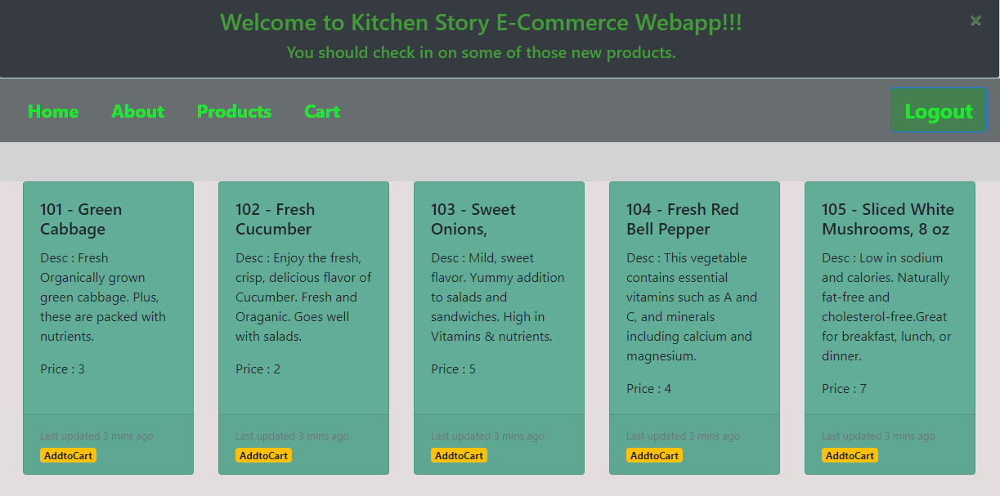 Welcome to Kitchen Story E-Commerce Webapp!!!
×
You should check in on some of those new products.
Home About Products Cart Logout
101 - Green
Cabbage
Desc : Fresh
Organically grown
green cabbage. Plus,
these are packed with
nutrients.
Price : 3
Last updated 3 mins ago
AddtoCart
102 - Fresh
Cucumber
Desc : Enjoy the fresh,
crisp, delicious flavor of
Cucumber. Fresh and
Oraganic. Goes well
with salads.
Price : 2
Last updated 3 mins ago
AddtoCart
103 - Sweet
Onions,
Desc : Mild, sweet
flavor. Yummy addition
to salads and
sandwiches. High in
Vitamins & nutrients.
Price : 5
Last updated 3 mins ago
AddtoCart
104 - Fresh Red
Bell Pepper
Desc : This vegetable
contains essential
vitamins such as A and
C, and minerals
including calcium and
magnesium.
Price : 4
Last updated 3 mins ago
AddtoCart
105 - Sliced White
Mushrooms, 8 oz
Desc : Low in sodium
and calories. Naturally
fat-free and
cholesterol-free.Great
for breakfast, lunch, or
dinner.
Price : 7
Last updated 3 mins ago
AddtoCart